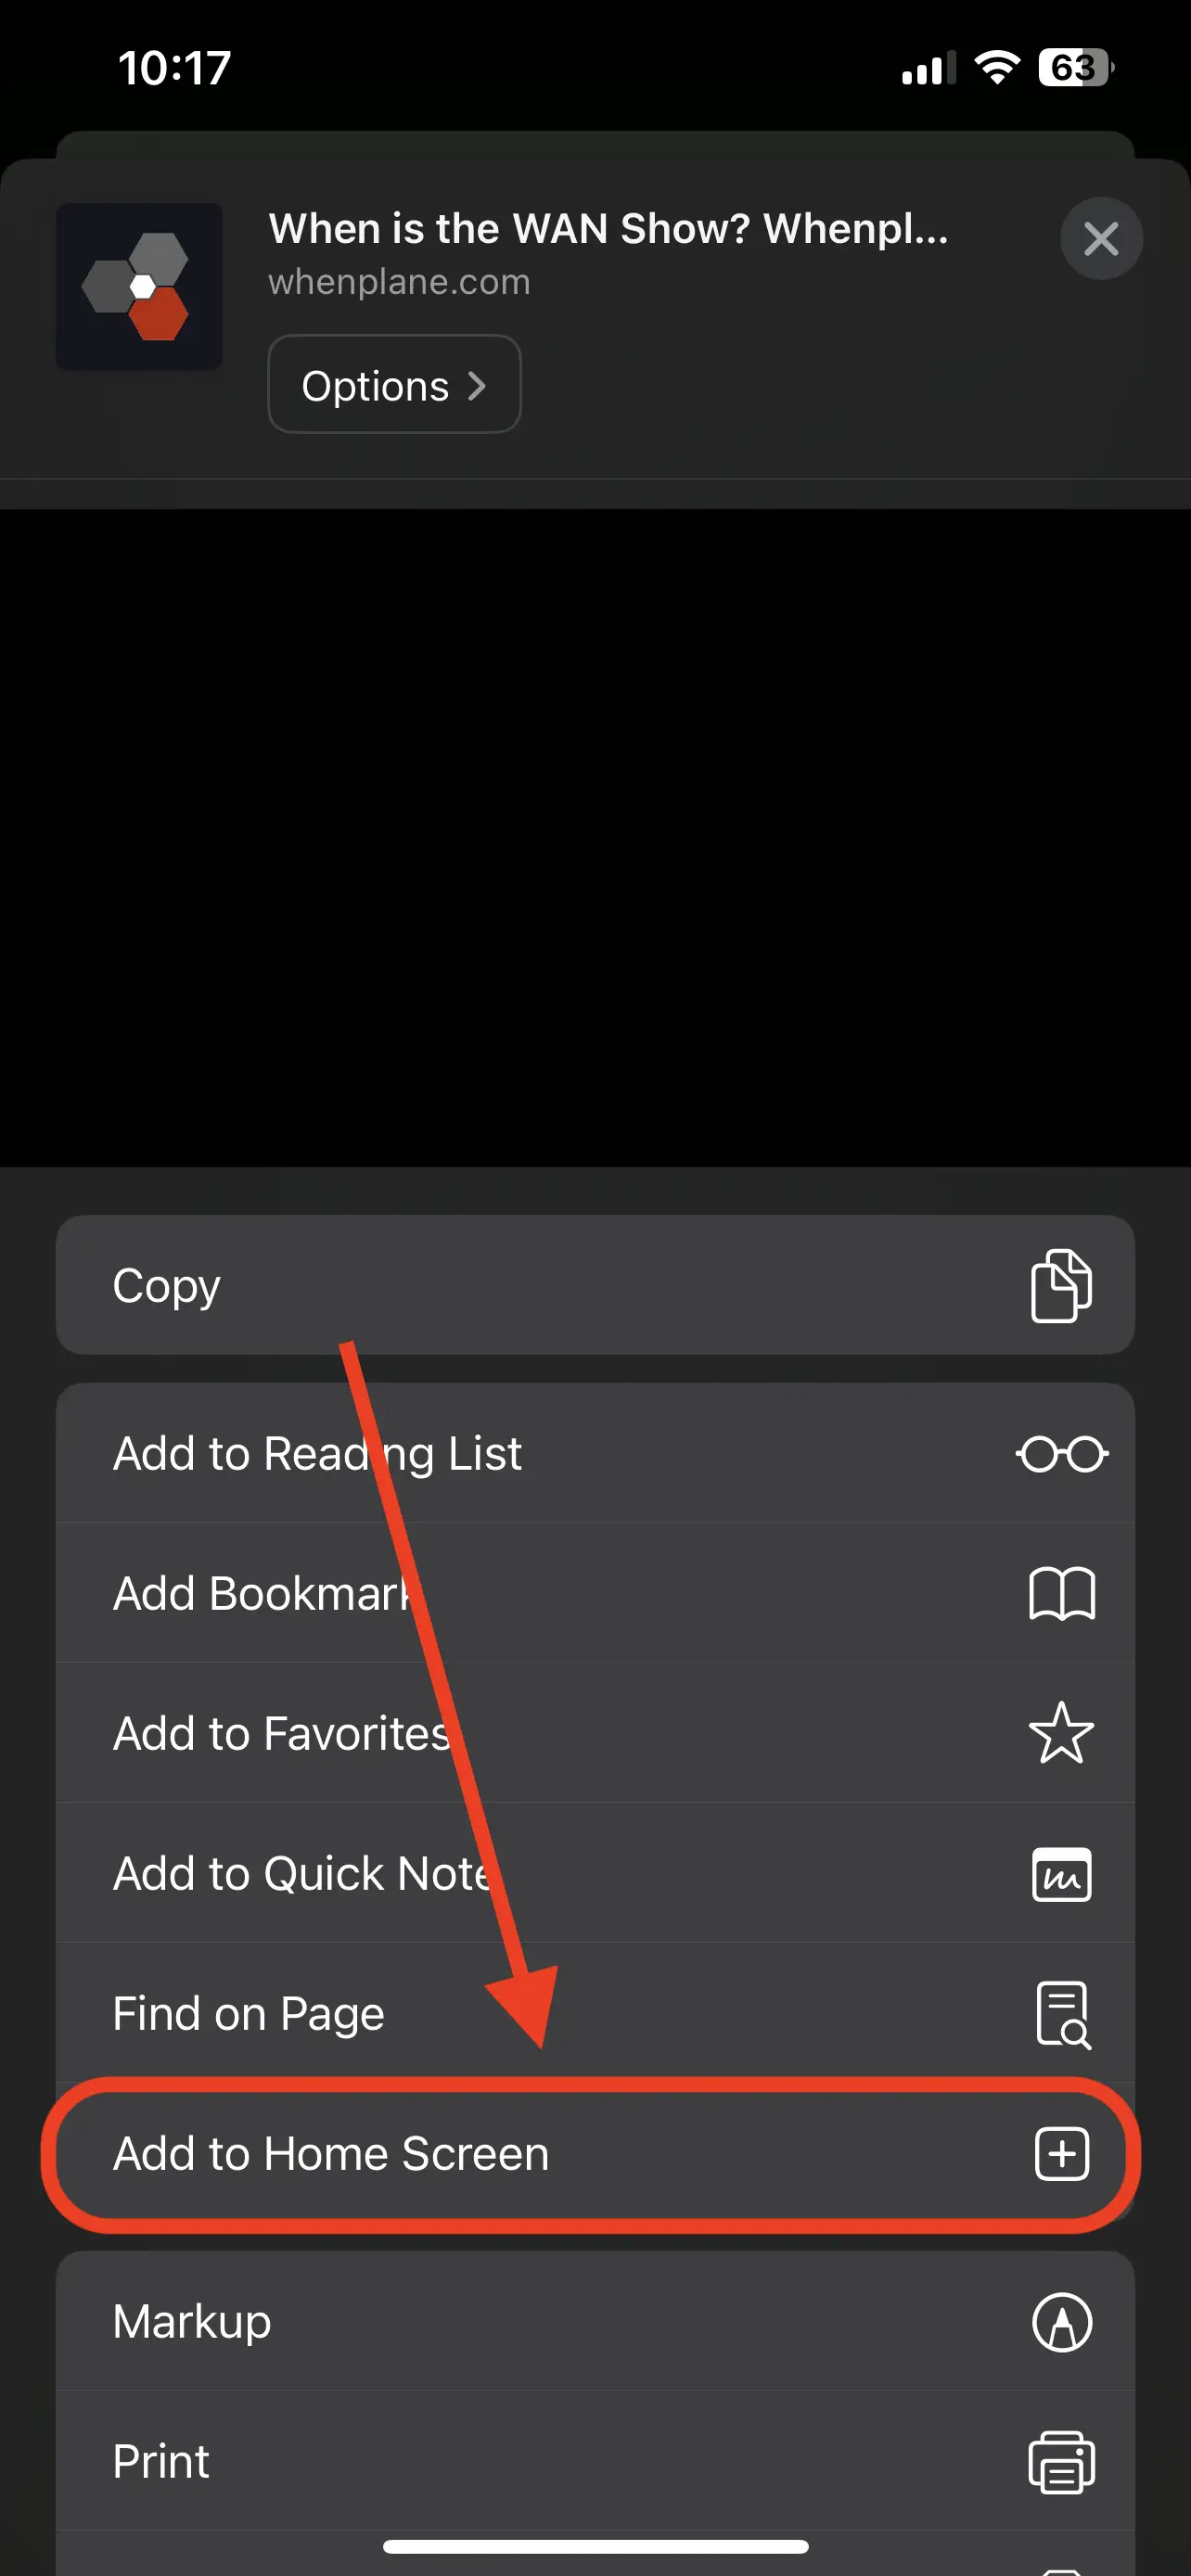 10:17
63
When is the WAN Show? Whenpl...
whenplane.com
Options
Copy
Add to Reading List
Add Bookmark
Add to Favorites
Add to Quick Note
Find on Page
Add to Home Screen
Markup
Print